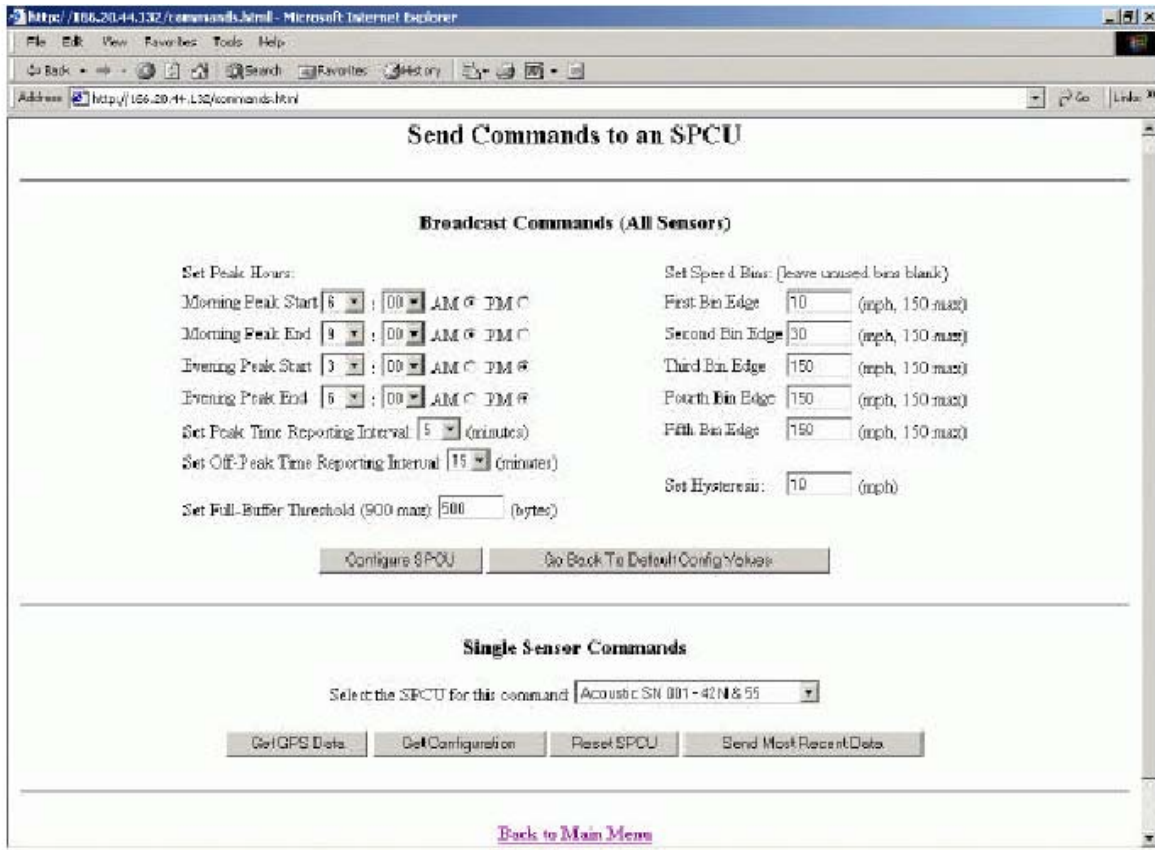 http://166.20.44.132/commands.html - Microsoft Internet Explorer
File Edit View Favorites Tools Help
Back Search Favorites History
Address http://166.20.44.132/commands.html Go Links
Send Commands to an SPCU
Broadcast Commands (All Sensors)
Set Peak Hours:
Morning Peak Start 6 : 00 AM PM
Morning Peak End 9 : 00 AM PM
Evening Peak Start 3 : 00 AM PM
Evening Peak End 6 : 00 AM PM
Set Peak Time Reporting Interval 5 (minutes)
Set Off-Peak Time Reporting Interval 15 (minutes)
Set Full-Buffer Threshold (900 max): 500 (bytes)
Set Speed Bins: (leave unused bins blank)
First Bin Edge 10 (mph, 150 max)
Second Bin Edge 30 (mph, 150 max)
Third Bin Edge 150 (mph, 150 max)
Fourth Bin Edge 150 (mph, 150 max)
Fifth Bin Edge 150 (mph, 150 max)
Set Hysteresis: 10 (mph)
Configure SPCU Go Back To Default Config Values
Single Sensor Commands
Select the SPCU for this command: Acoustic SN 001 - 42N & 55
Get GPS Data Get Configuration Reset SPCU Send Most Recent Data
Back to Main Menu